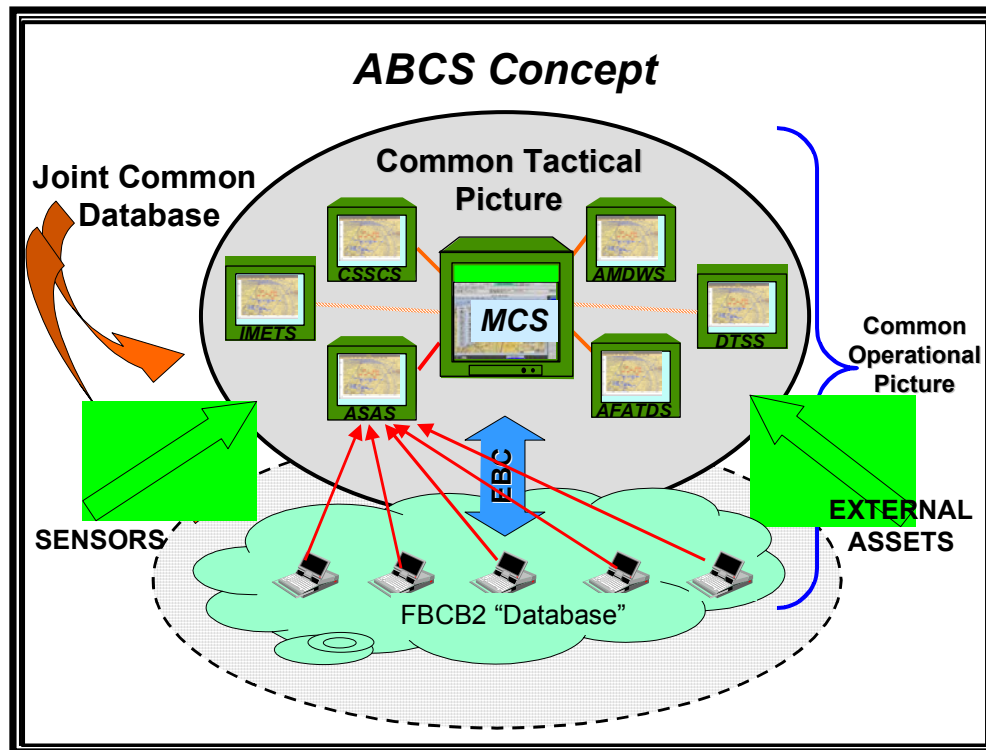 ABCS Concept
Common Tactical
Picture
Joint Common
Database
CSSCS
AMDWS
IMETS
MCS
DTSS
ASAS
AFATDS
Common
Operational
Picture
EBC
SENSORS
EXTERNAL
ASSETS
FBCB2 “Database”